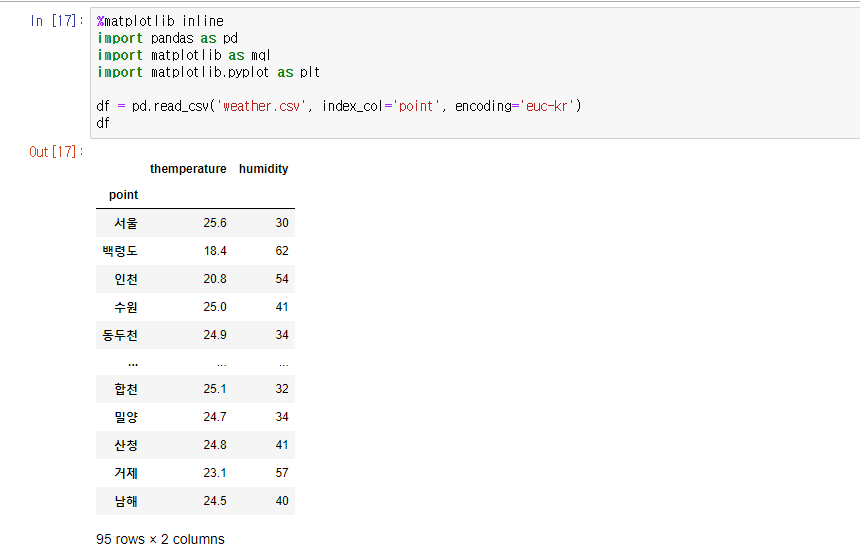 In [17]: %matplotlib inline
import pandas as pd
import matplotlib as mpl
import matplotlib.pyplot as plt
df = pd.read_csv('weather.csv', index_col='point', encoding='euc-kr')
df
Out[17]:
themperature humidity
point
서울 25.6 30
백령도 18.4 62
인천 20.8 54
수원 25.0 41
동두천 24.9 34
... ... ...
합천 25.1 32
밀양 24.7 34
산청 24.8 41
거제 23.1 57
남해 24.5 40
95 rows × 2 columns